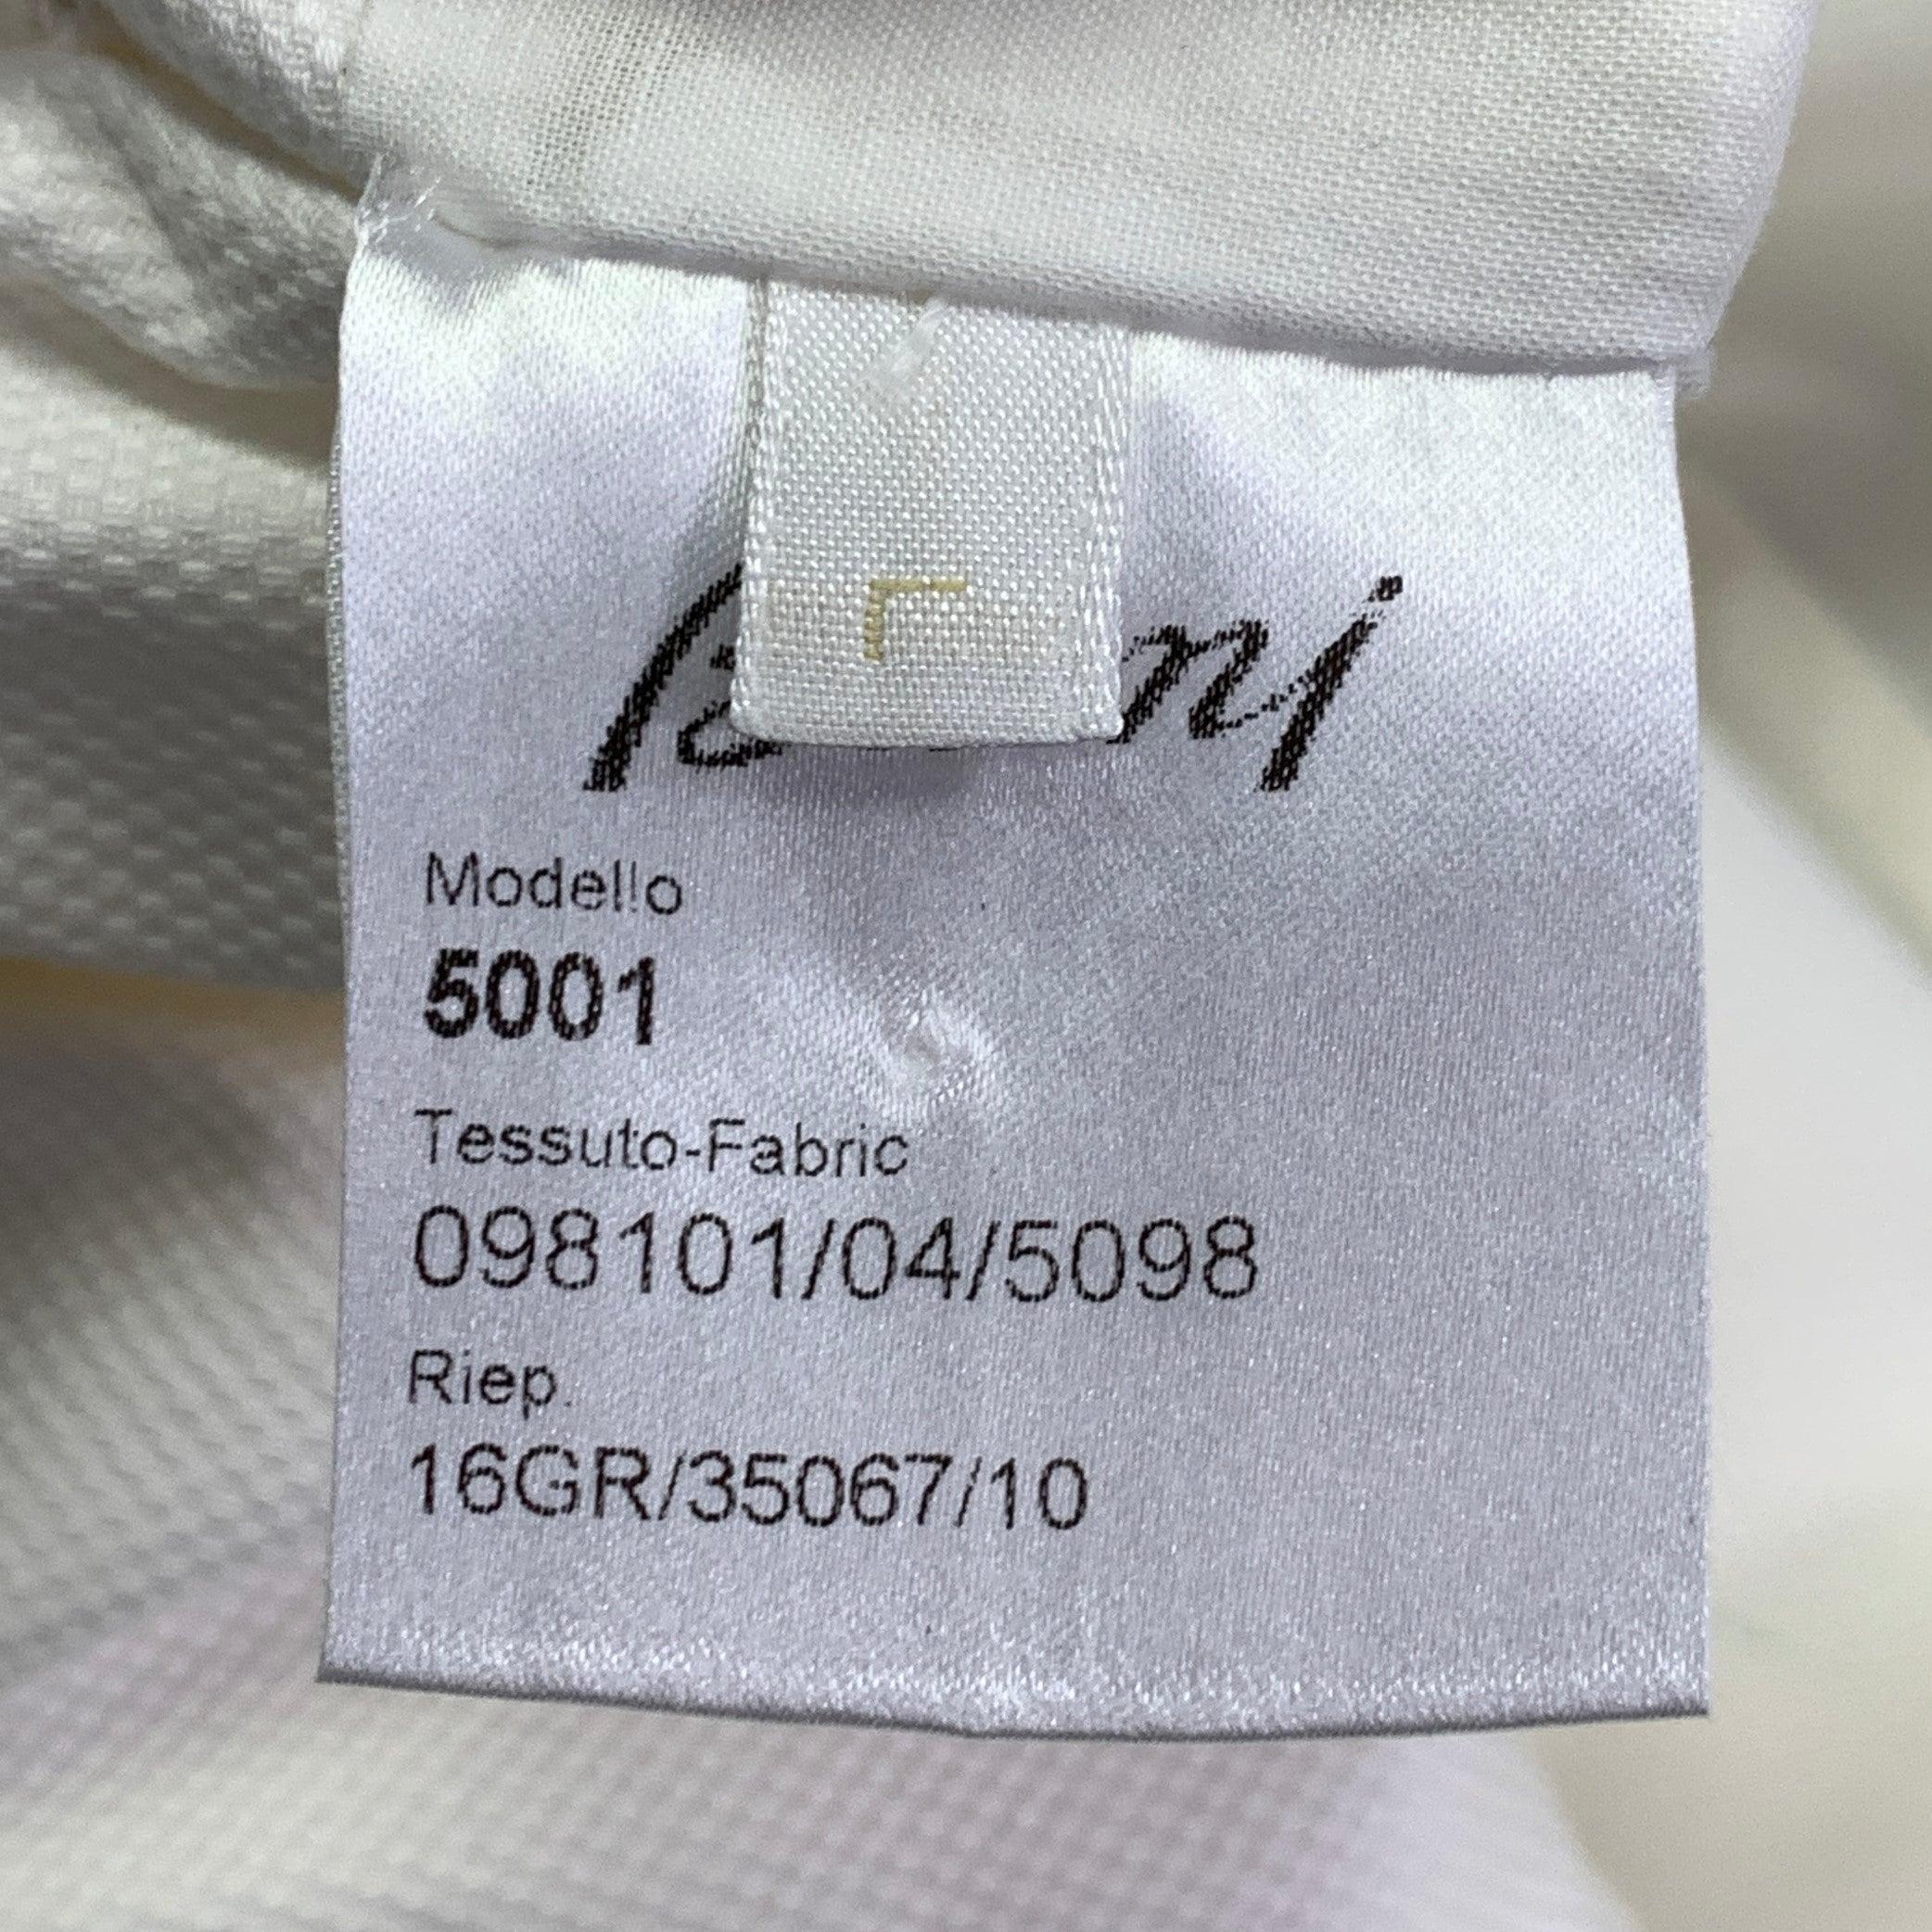 L
Modello
5001
Tessuto-Fabric
098101/04/5098
Riep.
16GR/35067/10